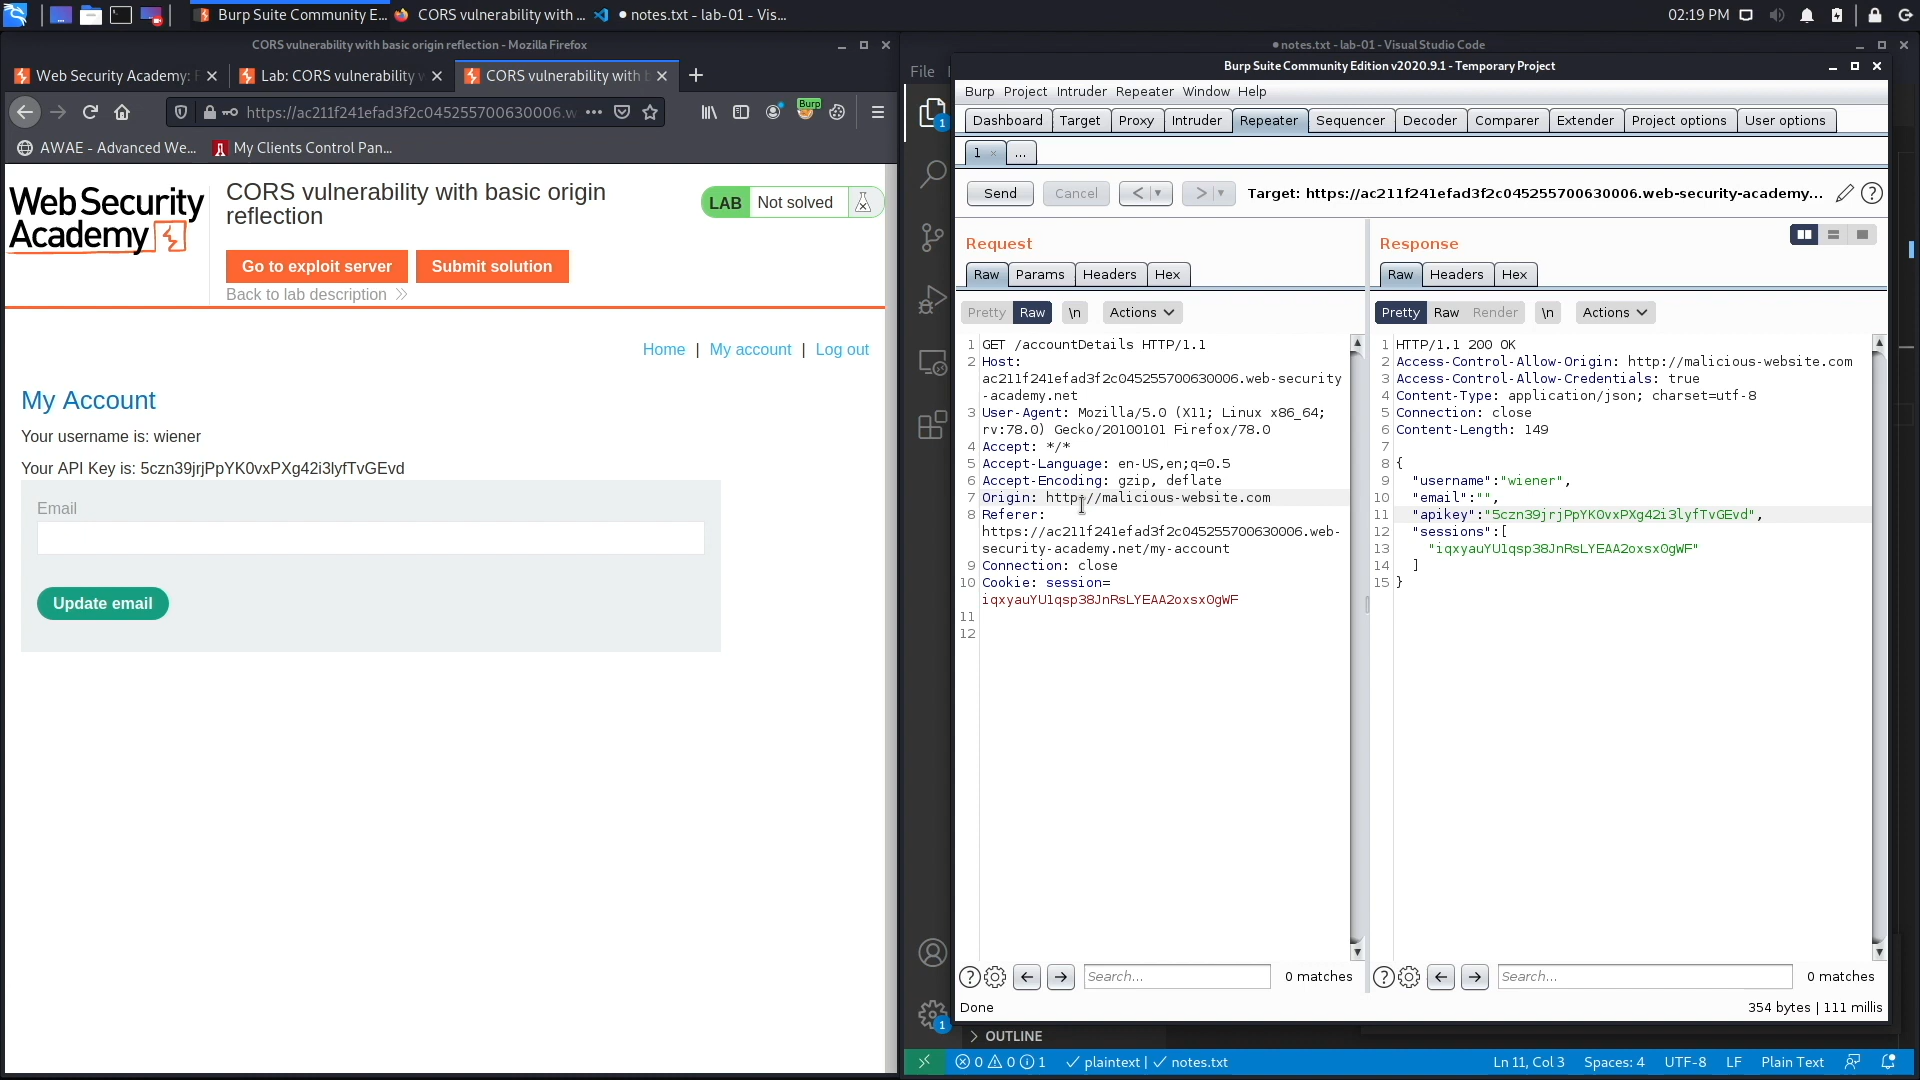 Burp Suite Community E...
CORS vulnerability with ...
● notes.txt - lab-01 - Vis...
02:19 PM
CORS vulnerability with basic origin reflection - Mozilla Firefox
Web Security Academy:
Lab: CORS vulnerability
CORS vulnerability with
https://ac211f241efad3f2c045255700630006.w
Burp
AWAE - Advanced We...
My Clients Control Pan...
Web Security
Academy
CORS vulnerability with basic origin
reflection
LAB Not solved
Go to exploit server
Submit solution
Back to lab description
Home | My account | Log out
My Account
Your username is: wiener
Your API Key is: 5czn39jrjPpYK0vxPXg42i3lyfTvGEvd
Email
Update email
● notes.txt - lab-01 - Visual Studio Code
File
1
Burp Suite Community Edition v2020.9.1 - Temporary Project
Burp Project Intruder Repeater Window Help
Dashboard Target Proxy Intruder Repeater Sequencer Decoder Comparer Extender Project options User options
1 × ...
Send Cancel < > Target: https://ac211f241efad3f2c045255700630006.web-security-academy...
Request
Raw Params Headers Hex
Pretty Raw \n Actions
1 GET /accountDetails HTTP/1.1
2 Host:
ac211f241efad3f2c045255700630006.web-security
-academy.net
3 User-Agent: Mozilla/5.0 (X11; Linux x86_64;
rv:78.0) Gecko/20100101 Firefox/78.0
4 Accept: */*
5 Accept-Language: en-US,en;q=0.5
6 Accept-Encoding: gzip, deflate
7 Origin: http://malicious-website.com
8 Referer:
https://ac211f241efad3f2c045255700630006.web-
security-academy.net/my-account
9 Connection: close
10 Cookie: session=
iqxyauYU1qsp38JnRsLYEAA2oxsx0gWF
11
12
Search...
0 matches
Done
Response
Raw Headers Hex
Pretty Raw Render \n Actions
1 HTTP/1.1 200 OK
2 Access-Control-Allow-Origin: http://malicious-website.com
3 Access-Control-Allow-Credentials: true
4 Content-Type: application/json; charset=utf-8
5 Connection: close
6 Content-Length: 149
7
8 {
9 "username":"wiener",
10 "email":"",
11 "apikey":"5czn39jrjPpYK0vxPXg42i3lyfTvGEvd",
12 "sessions":[
13 "iqxyauYU1qsp38JnRsLYEAA2oxsx0gWF"
14 ]
15 }
Search...
0 matches
354 bytes | 111 millis
1
OUTLINE
0 0 1 plaintext | notes.txt
Ln 11, Col 3 Spaces: 4 UTF-8 LF Plain Text